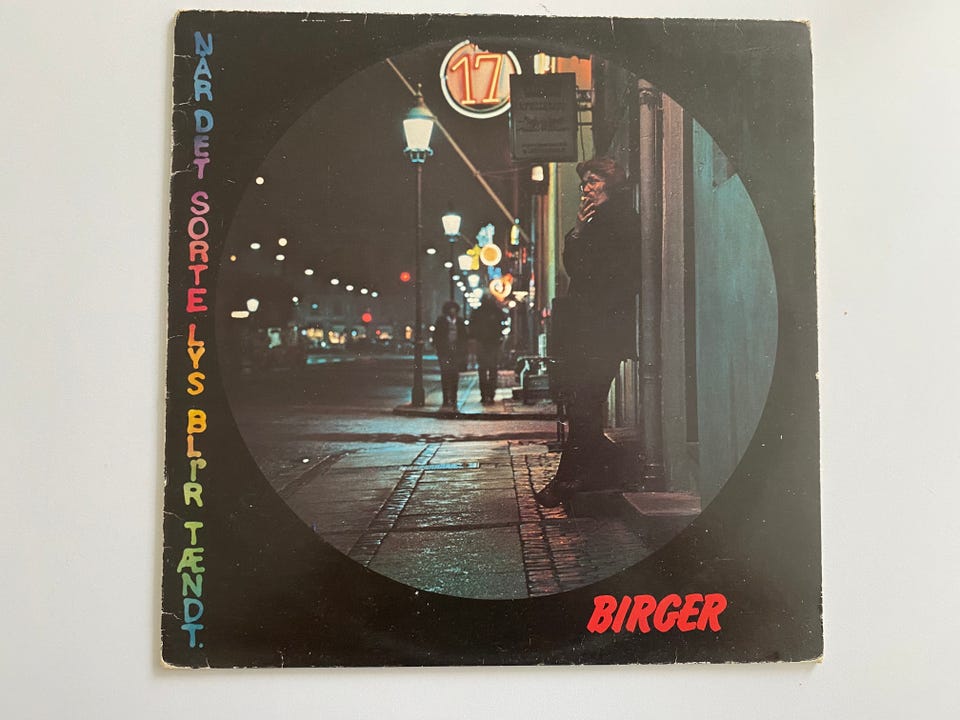 NÅR DET SORTE LYS BLIR TÆNDT.
17
BIRGER